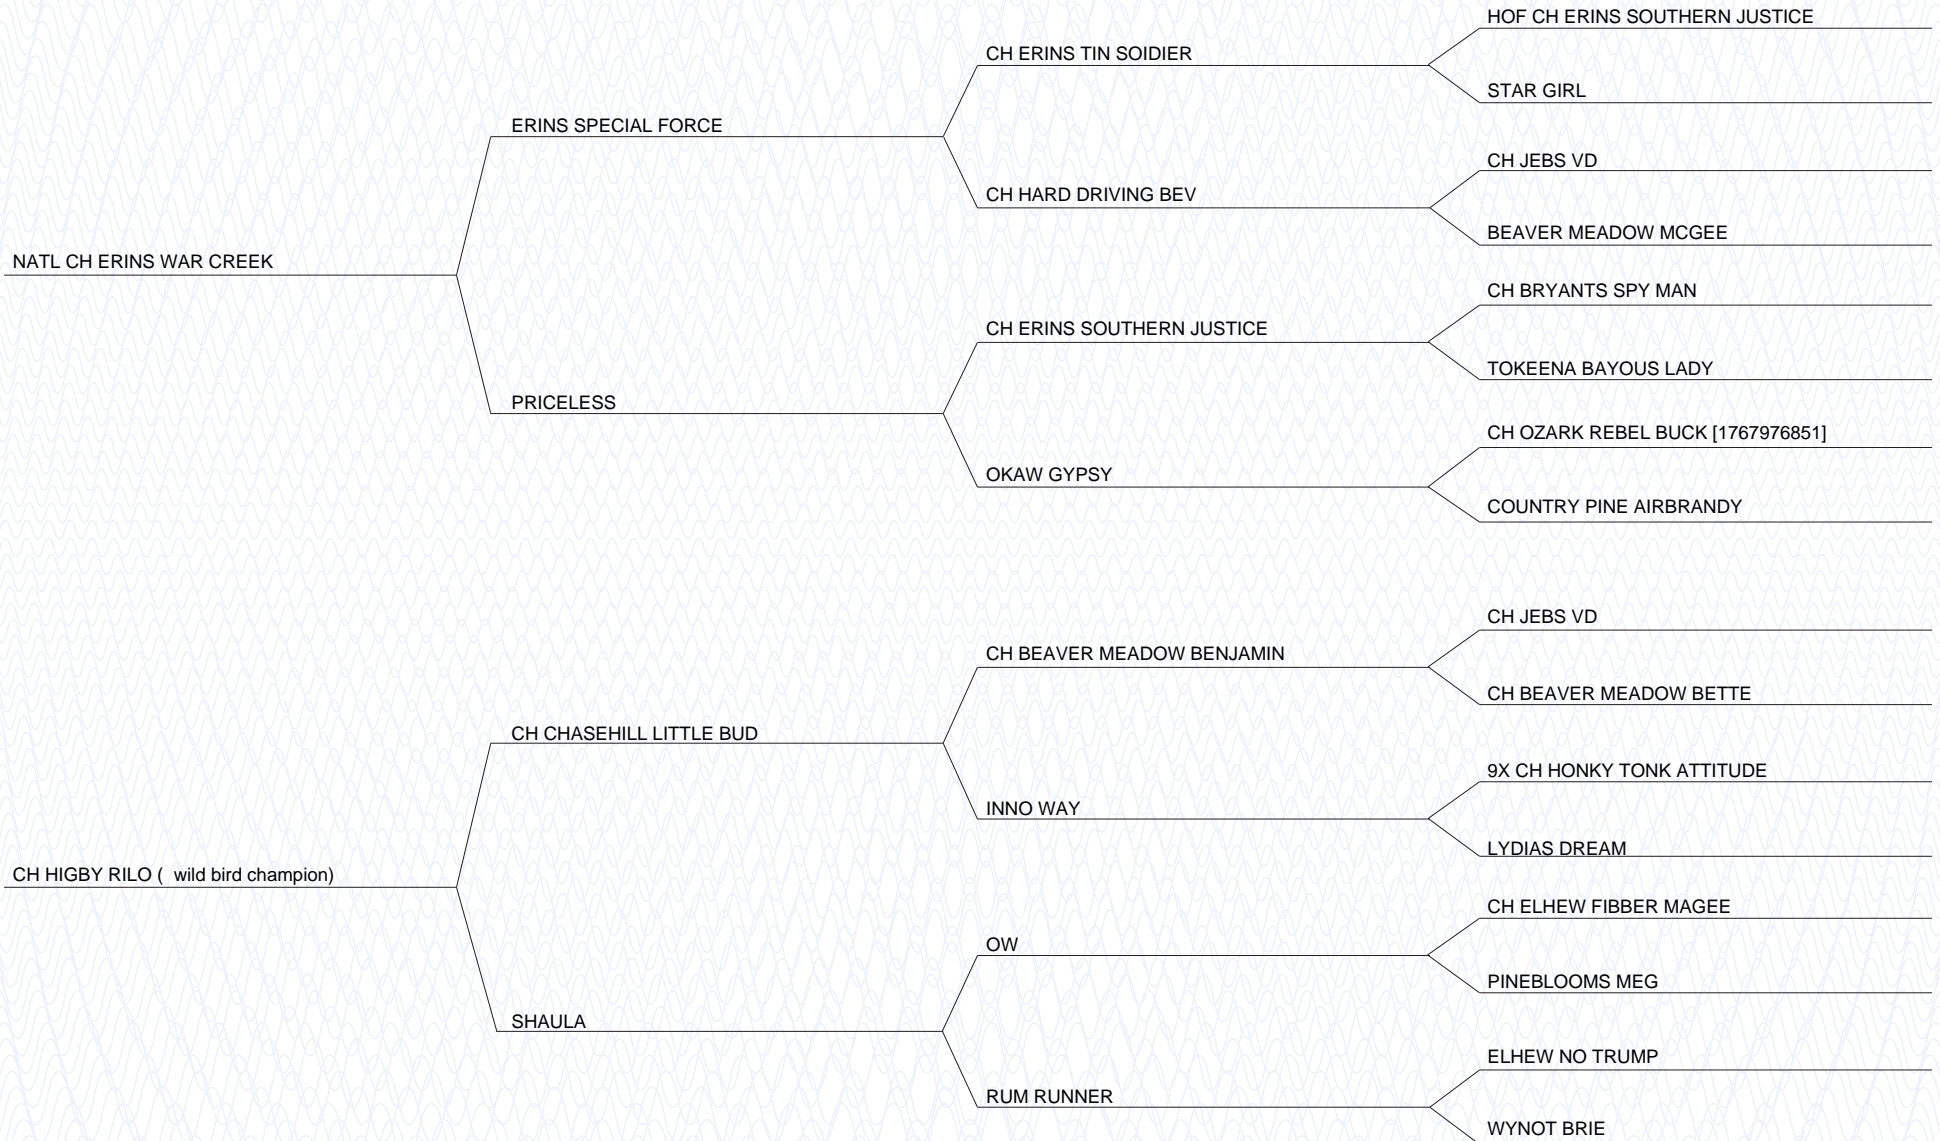 HOF CH ERINS SOUTHERN JUSTICE
CH ERINS TIN SOIDIER
STAR GIRL
ERINS SPECIAL FORCE
CH JEBS VD
CH HARD DRIVING BEV
BEAVER MEADOW MCGEE
NATL CH ERINS WAR CREEK
CH BRYANTS SPY MAN
CH ERINS SOUTHERN JUSTICE
TOKEENA BAYOUS LADY
PRICELESS
CH OZARK REBEL BUCK [1767976851]
OKAW GYPSY
COUNTRY PINE AIRBRANDY
CH JEBS VD
CH BEAVER MEADOW BENJAMIN
CH BEAVER MEADOW BETTE
CH CHASEHILL LITTLE BUD
9X CH HONKY TONK ATTITUDE
INNO WAY
LYDIAS DREAM
CH HIGBY RILO (  wild bird champion)
CH ELHEW FIBBER MAGEE
OW
PINEBLOOMS MEG
SHAULA
ELHEW NO TRUMP
RUM RUNNER
WYNOT BRIE